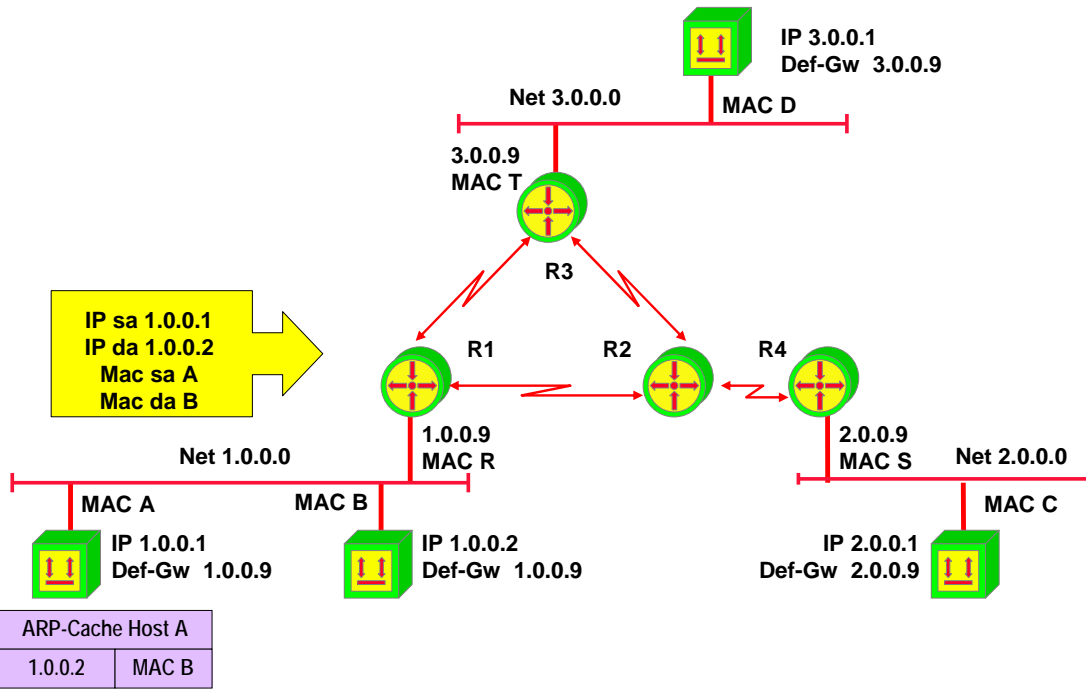 IP 3.0.0.1
Def-Gw 3.0.0.9
Net 3.0.0.0
MAC D
3.0.0.9
MAC T
R3
IP sa 1.0.0.1
IP da 1.0.0.2
Mac sa A
Mac da B
R1
R2
R4
1.0.0.9
MAC R
2.0.0.9
MAC S
Net 1.0.0.0
Net 2.0.0.0
MAC A
MAC B
MAC C
IP 1.0.0.1
Def-Gw 1.0.0.9
IP 1.0.0.2
Def-Gw 1.0.0.9
IP 2.0.0.1
Def-Gw 2.0.0.9
ARP-Cache Host A
1.0.0.2 MAC B